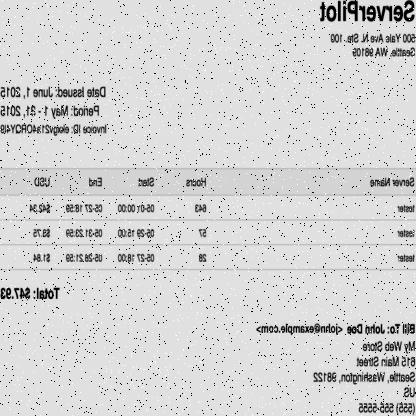 ServerPilot
500 Yale Ave N. Ste. 100
Seattle, WA 98109
Date Issued: June 1, 2015
Period: May 1 - 31, 2015
Invoice ID:
Server Name Hours Start End USD
tester 643 05-01 00:00 05-27 18:59 $42.34
tester 57 05-29 15:00 05-31 23:59 $3.75
tester 28 05-27 18:00 05-28 21:59 $1.84
Total: $47.93
Bill To: John Doe <john@example.com>
My Web Store
615 Main Street
Seattle, Washington, 98122
US
(555) 555-5555